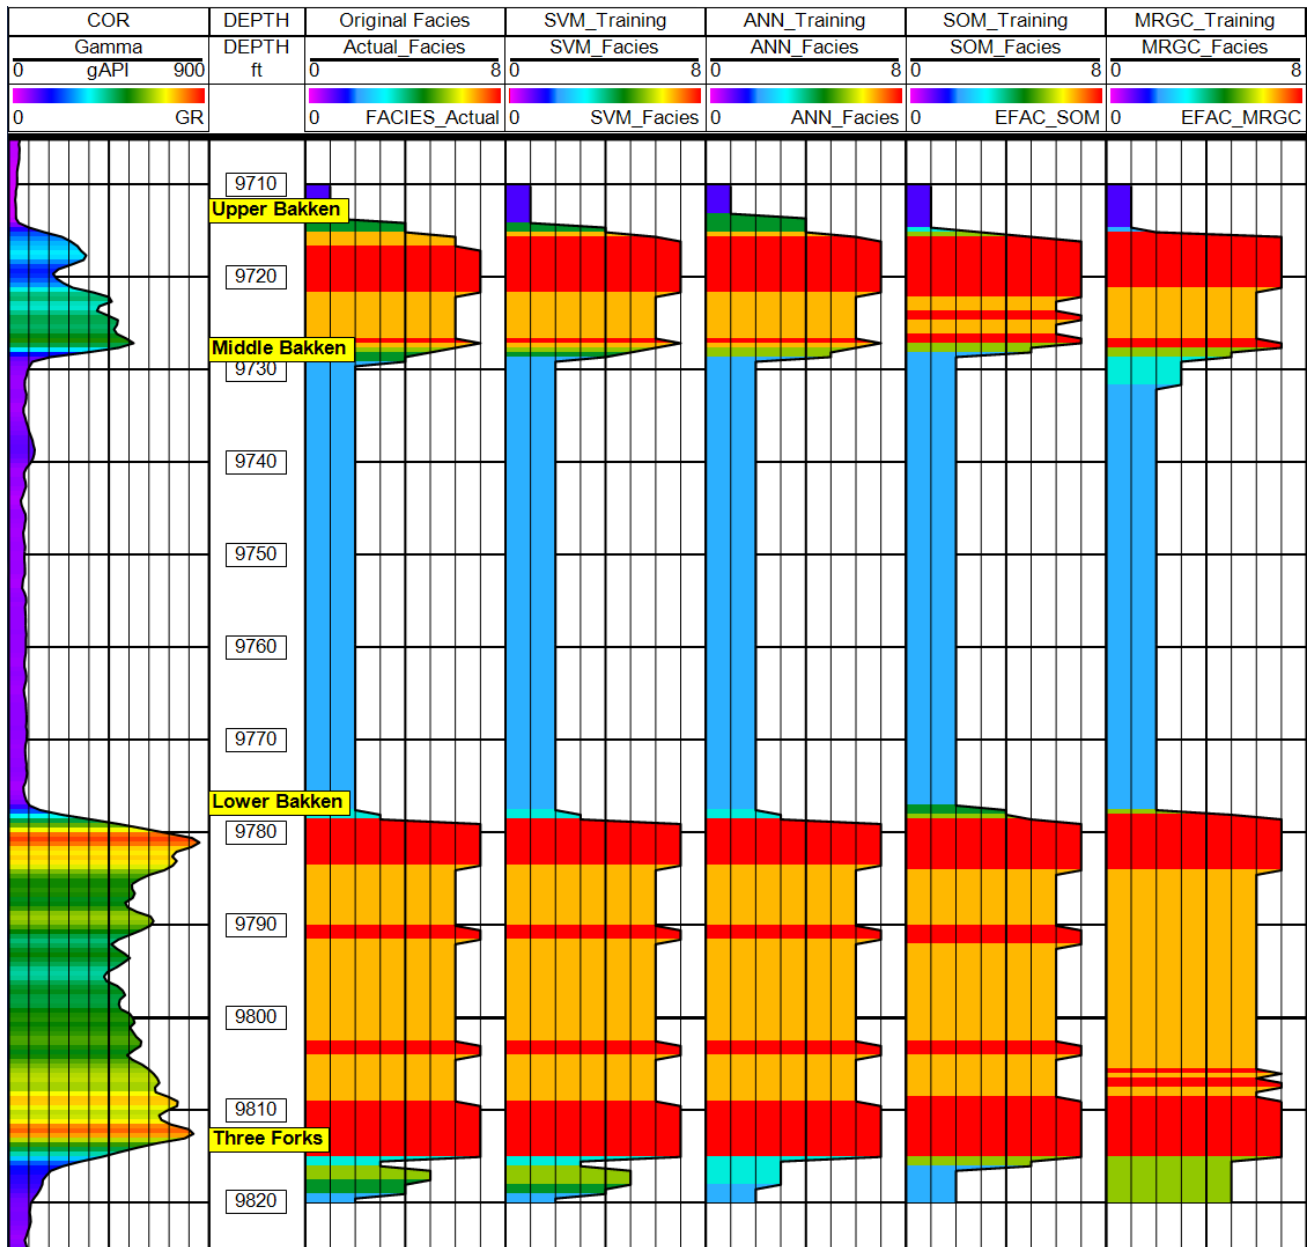 COR DEPTH Original Facies SVM_Training ANN_Training SOM_Training MRGC_Training
Gamma DEPTH Actual_Facies SVM_Facies ANN_Facies SOM_Facies MRGC_Facies
0 gAPI 900 ft 0 8 0 8 0 8 0 8 0 8
0 GR 0 FACIES_Actual 0 SVM_Facies 0 ANN_Facies 0 EFAC_SOM 0 EFAC_MRGC
9710
Upper Bakken
9720
Middle Bakken
9730
9740
9750
9760
9770
Lower Bakken
9780
9790
9800
9810
Three Forks
9820